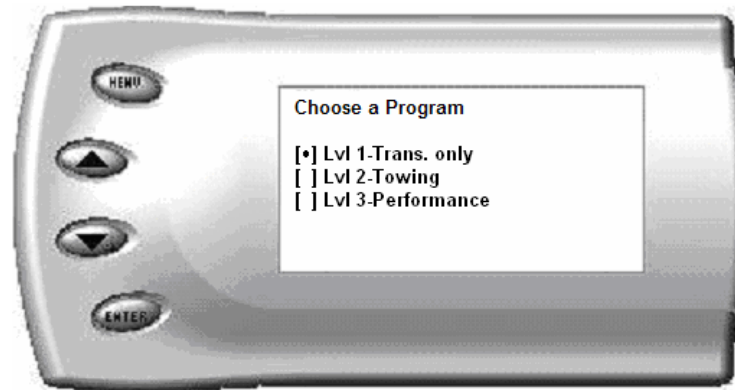 MENU
Choose a Program
[•] Lvl 1-Trans. only
[ ] Lvl 2-Towing
[ ] Lvl 3-Performance
ENTER